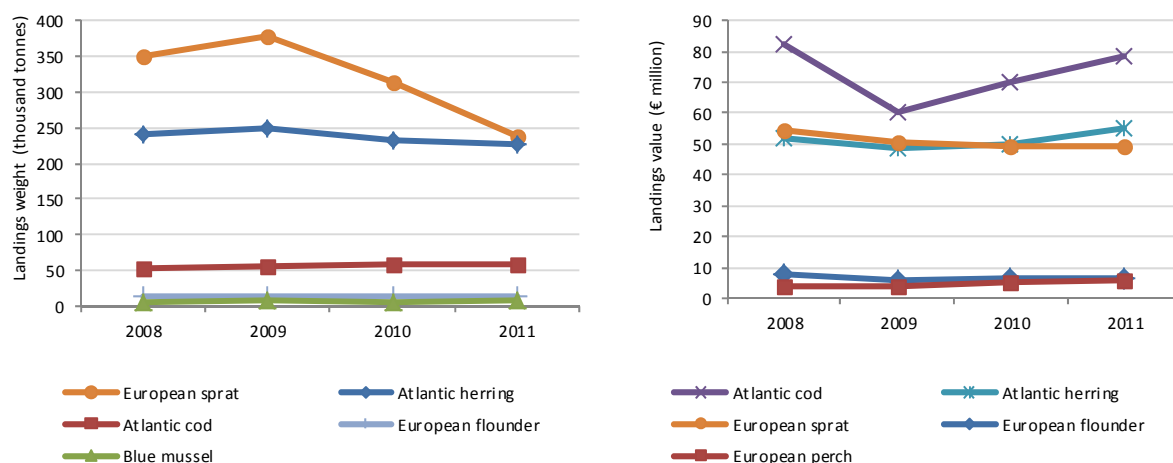 Landings weight (thousand tonnes)
400
350
300
250
200
150
100
50
0
2008 2009 2010 2011
European sprat Atlantic herring
Atlantic cod European flounder
Blue mussel
Landings value (€ million)
90
80
70
60
50
40
30
20
10
0
2008 2009 2010 2011
Atlantic cod Atlantic herring
European sprat European flounder
European perch